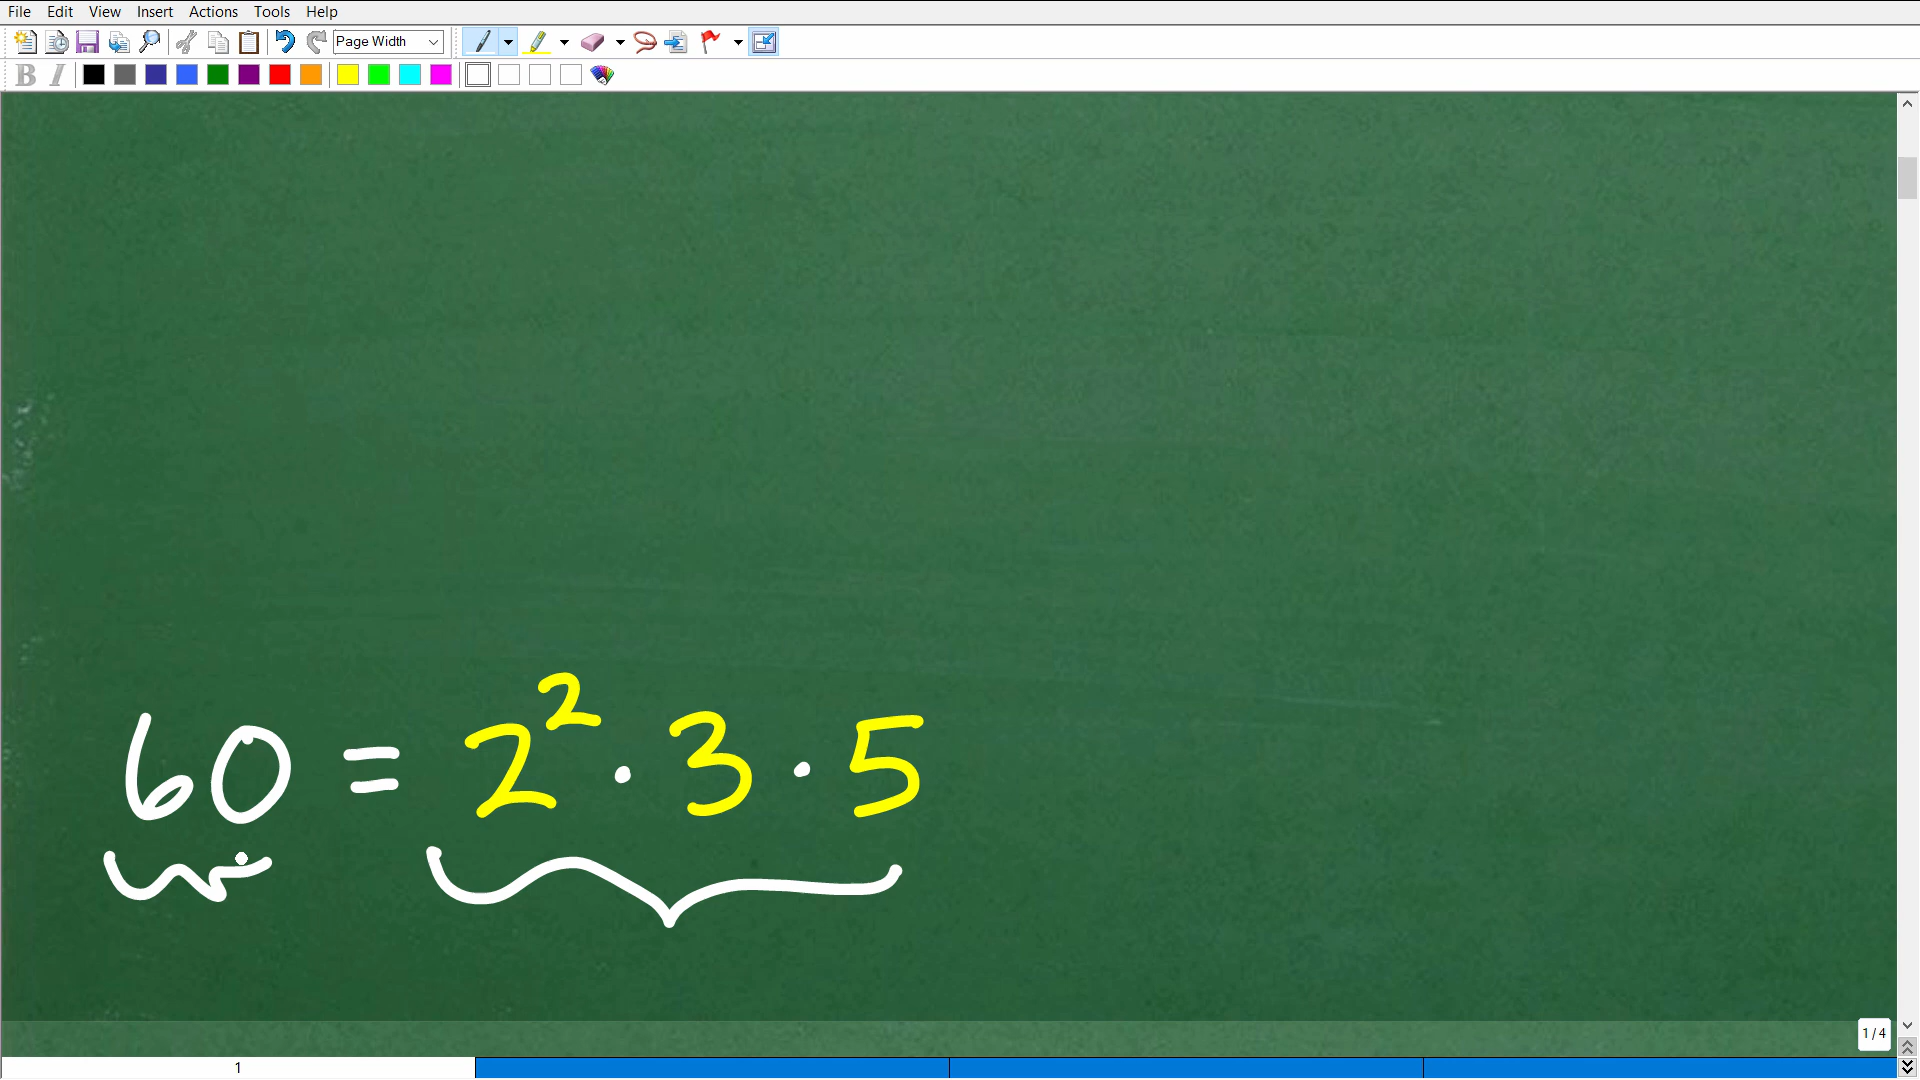 File Edit View Insert Actions Tools Help
Page Width
B I
60 = 2² · 3 · 5
1 / 4
1